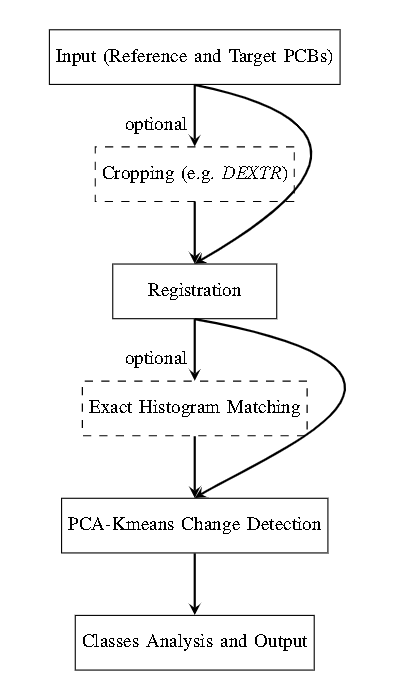 Input (Reference and Target PCBs)
optional
Cropping (e.g. DEXTR)
Registration
optional
Exact Histogram Matching
PCA-Kmeans Change Detection
Classes Analysis and Output